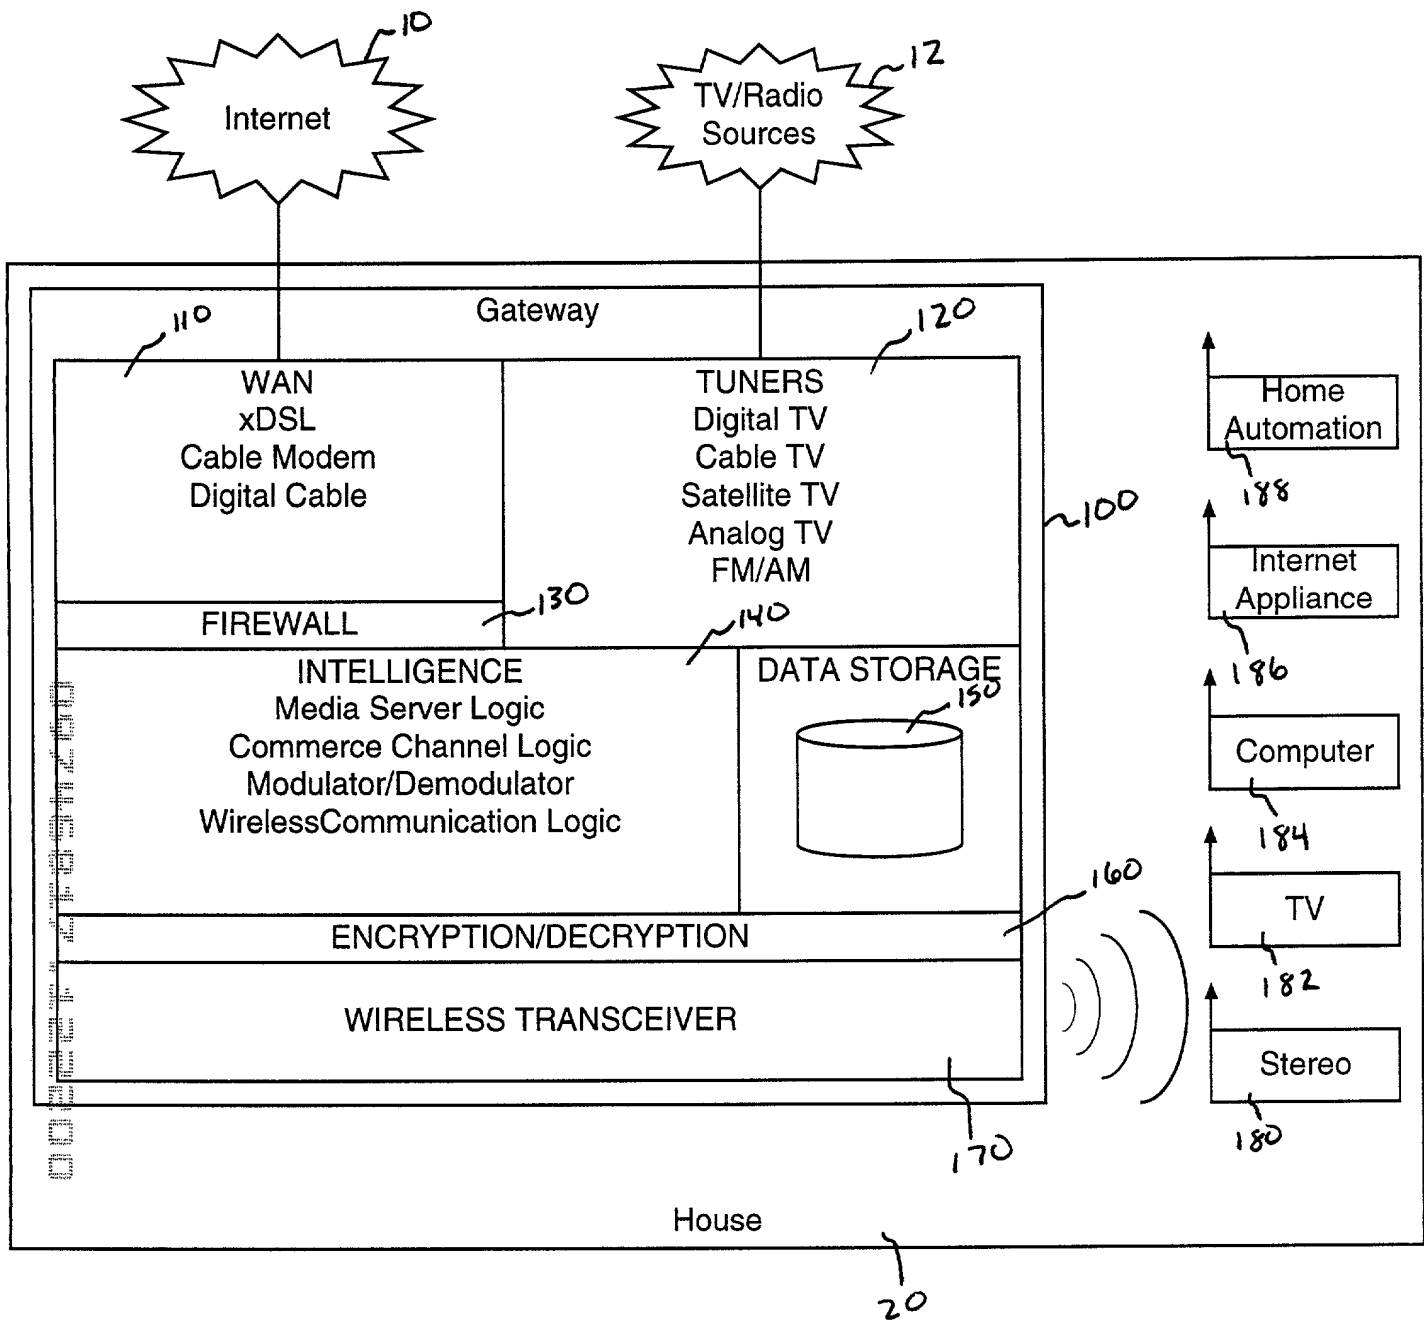 10
12
Internet
TV/Radio
Sources
Gateway
110
120
WAN
xDSL
Cable Modem
Digital Cable
TUNERS
Digital TV
Cable TV
Satellite TV
Analog TV
FM/AM
100
130
FIREWALL
140
INTELLIGENCE
Media Server Logic
Commerce Channel Logic
Modulator/Demodulator
WirelessCommunication Logic
DATA STORAGE
150
160
ENCRYPTION/DECRYPTION
WIRELESS TRANSCEIVER
170
Home
Automation
188
Internet
Appliance
186
Computer
184
TV
182
Stereo
180
House
20